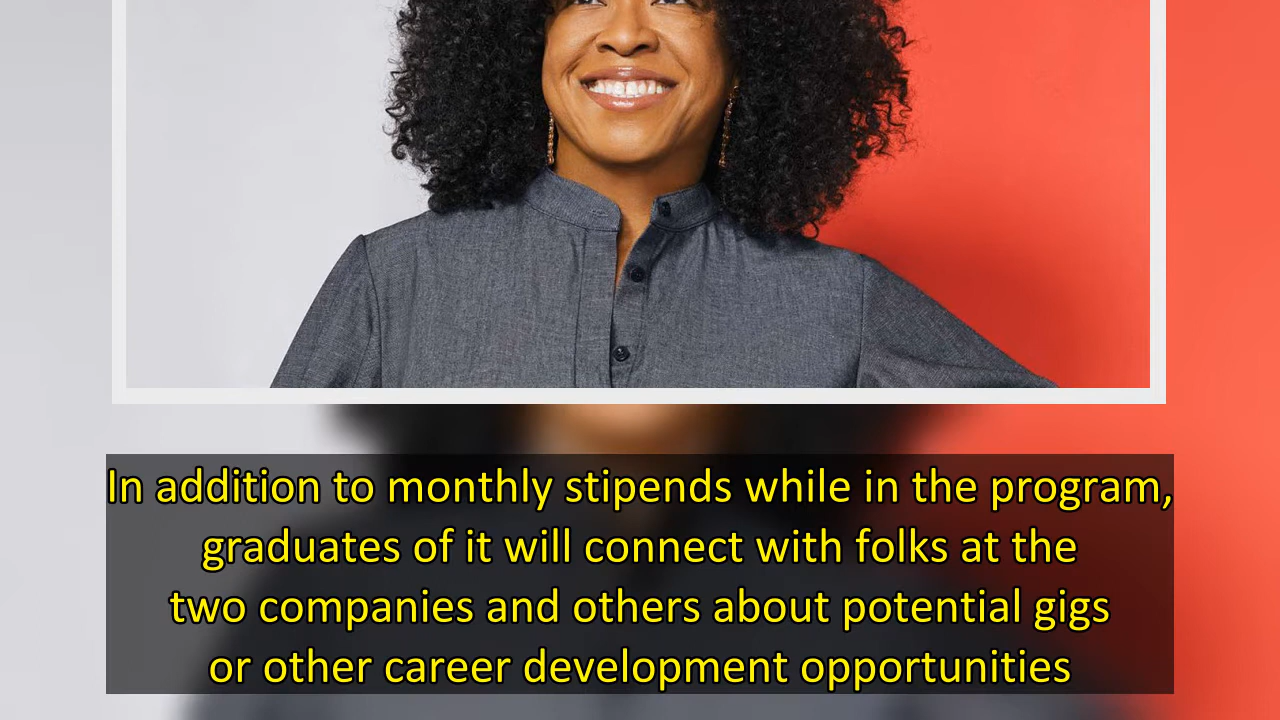 In addition to monthly stipends while in the program,
graduates of it will connect with folks at the
two companies and others about potential gigs
or other career development opportunities